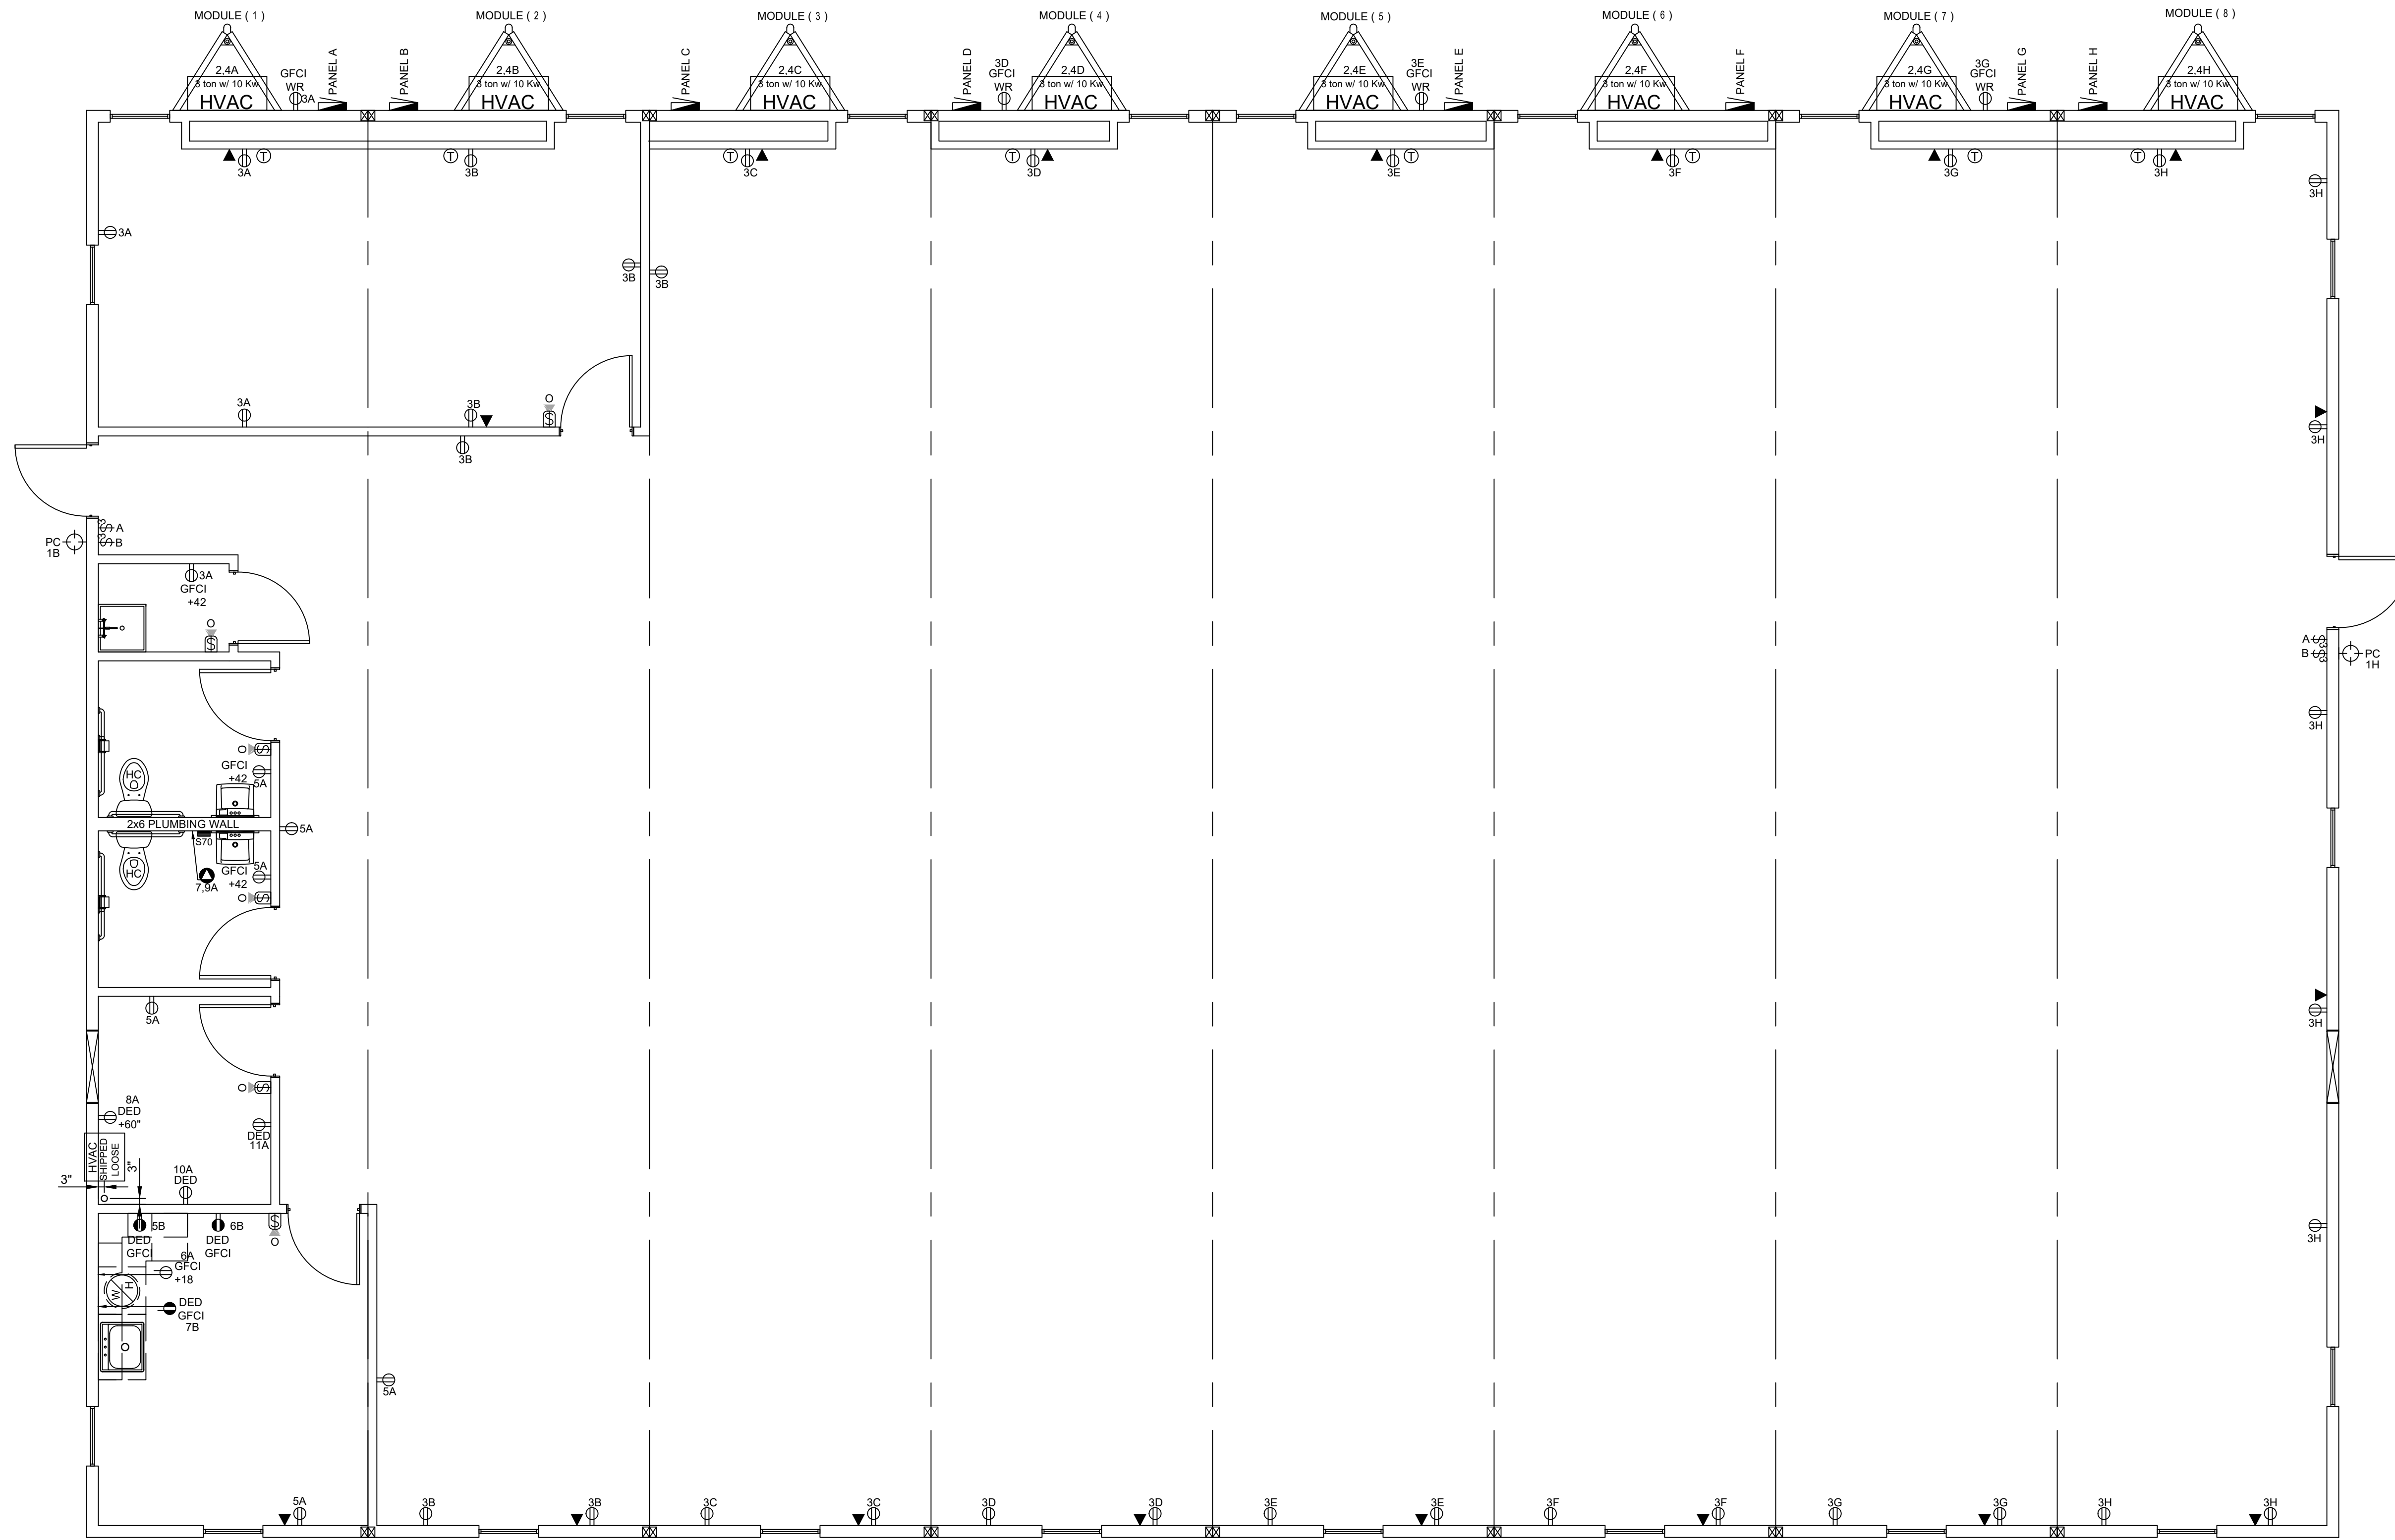 MODULE ( 1 )
MODULE ( 2 )
MODULE ( 3 )
MODULE ( 4 )
MODULE ( 5 )
MODULE ( 6 )
MODULE ( 7 )
MODULE ( 8 )
2,4A
3 ton w/ 10 Kw
HVAC
GFCI
WR
3A
PANEL A
PANEL B
2,4B
3 ton w/ 10 Kw
HVAC
PANEL C
2,4C
3 ton w/ 10 Kw
HVAC
PANEL D
3D
GFCI
WR
2,4D
3 ton w/ 10 Kw
HVAC
2,4E
3 ton w/ 10 Kw
HVAC
3E
GFCI
WR
PANEL E
2,4F
3 ton w/ 10 Kw
HVAC
PANEL F
2,4G
3 ton w/ 10 Kw
HVAC
3G
GFCI
WR
PANEL G
PANEL H
2,4H
3 ton w/ 10 Kw
HVAC
T
T
T
T
T
T
T
T
3A
3B
3C
3D
3E
3F
3G
3H
3H
3A
3B
3B
3A
3B
O
S
3B
3H
S3 A
S3 B
PC
1B
3A
GFCI
+42
O
S
A S3
B S3
PC
1H
O S
GFCI
+42
5A
HC
3H
2x6 PLUMBING WALL
5A
S70
HC
5A
GFCI
+42
7,9A
O S
5A
3H
O S
8A
DED
+60"
DED
11A
HVAC
SHIPPED
LOOSE
3"
3"
10A
DED
5B
DED
GFCI
6B
DED
GFCI
S
O
3H
6A
GFCI
+18
W
H
DED
GFCI
7B
5A
5A
3B
3B
3C
3C
3D
3D
3E
3E
3F
3F
3G
3G
3H
3H